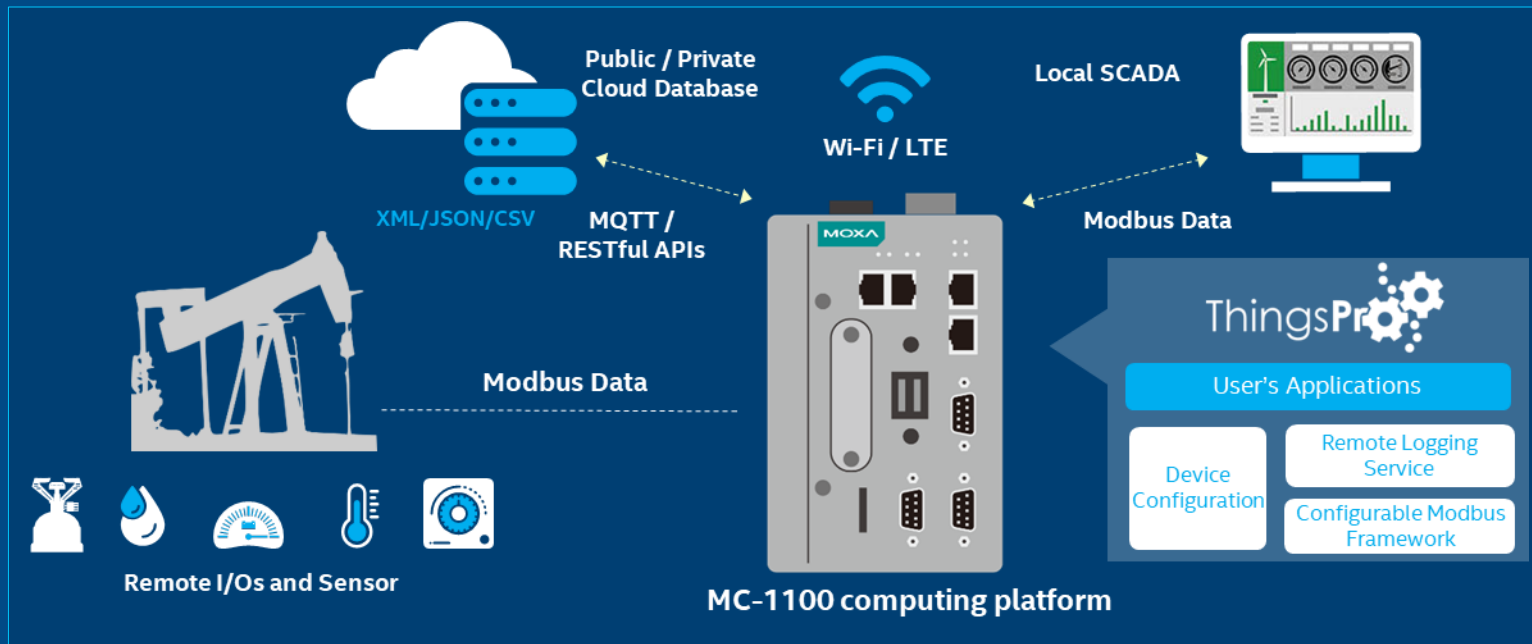 Public / Private
Cloud Database
Wi-Fi / LTE
Local SCADA
XML/JSON/CSV
MQTT /
RESTful APIs
Modbus Data
MOXA
ThingsPro
Modbus Data
User's Applications
Device
Configuration
Remote Logging
Service
Configurable Modbus
Framework
Remote I/Os and Sensor
MC-1100 computing platform